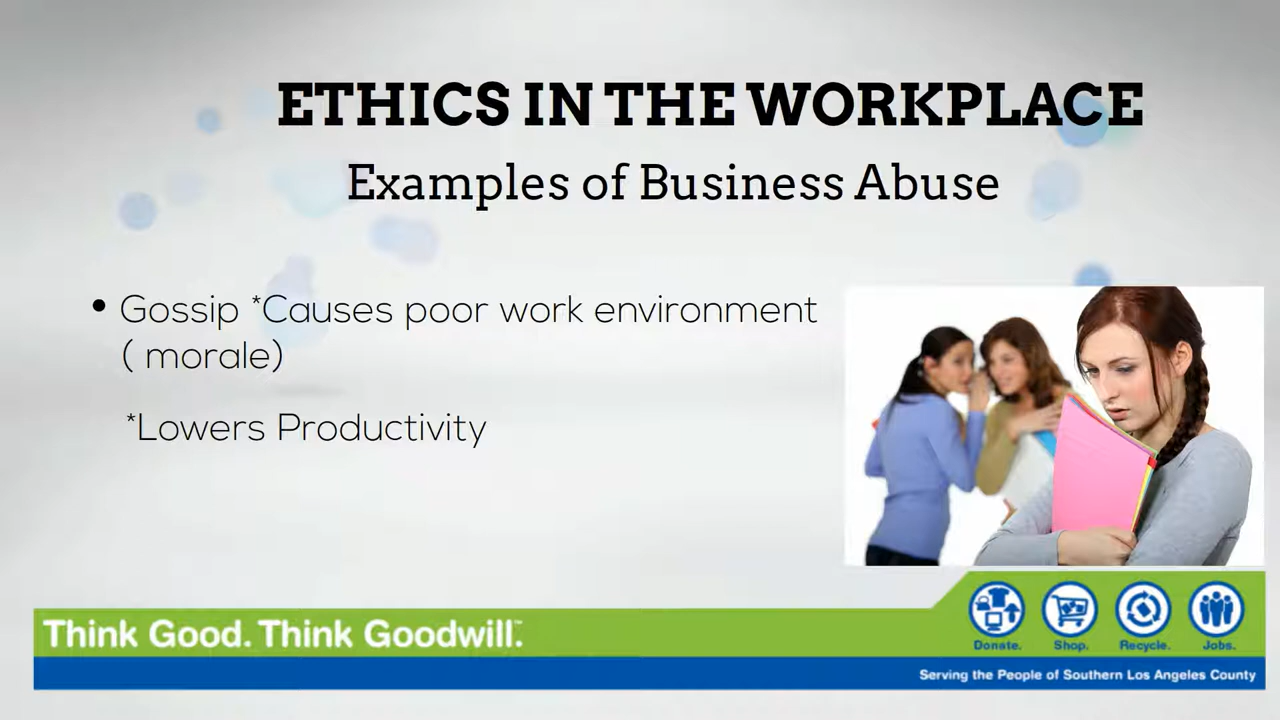 ETHICS IN THE WORKPLACE
Examples of Business Abuse
• Gossip *Causes poor work environment
( morale)
*Lowers Productivity
Think Good. Think Goodwill.™
Donate. Shop. Recycle. Jobs.
Serving the People of Southern Los Angeles County